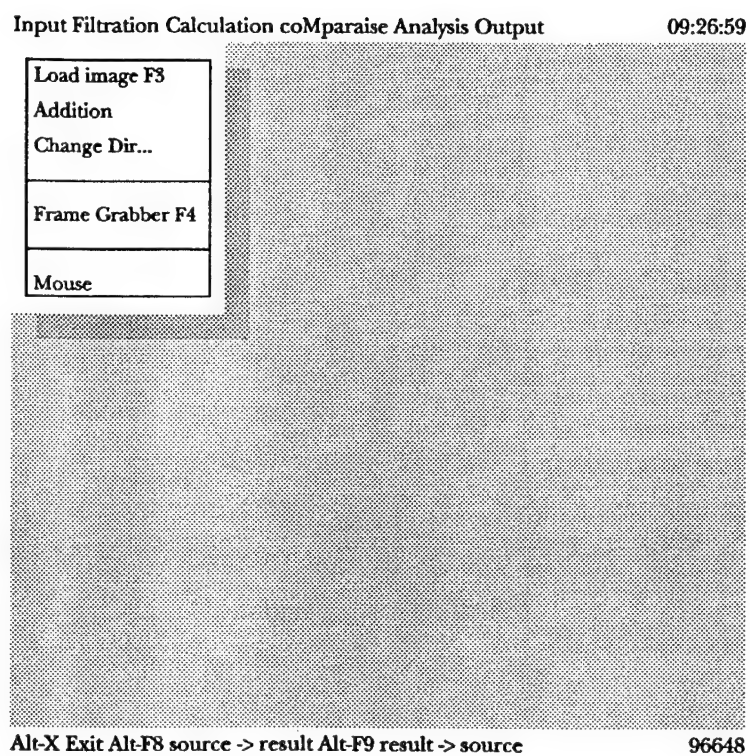 Input Filtration Calculation coMparaise Analysis Output 09:26:59
Load image F3
Addition
Change Dir...
Frame Grabber F4
Mouse
Alt-X Exit Alt-F8 source -> result Alt-F9 result -> source 96648